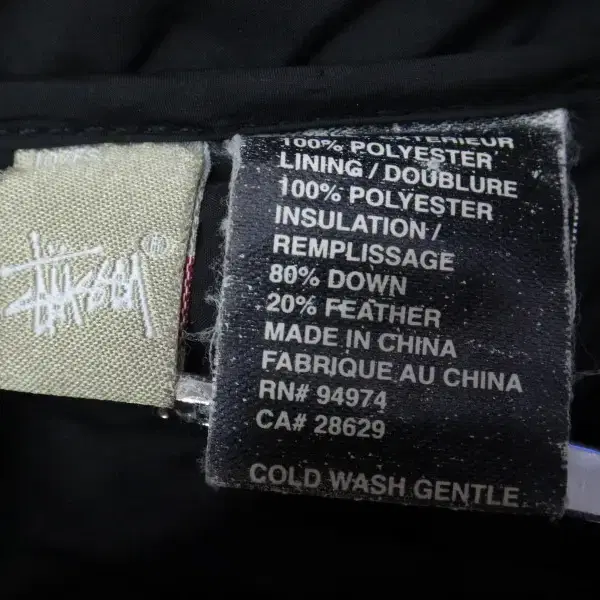 Stussy
100% POLYESTER
LINING / DOUBLURE
100% POLYESTER
INSULATION /
REMPLISSAGE
80% DOWN
20% FEATHER
MADE IN CHINA
FABRIQUE AU CHINA
RN# 94974
CA# 28629
COLD WASH GENTLE